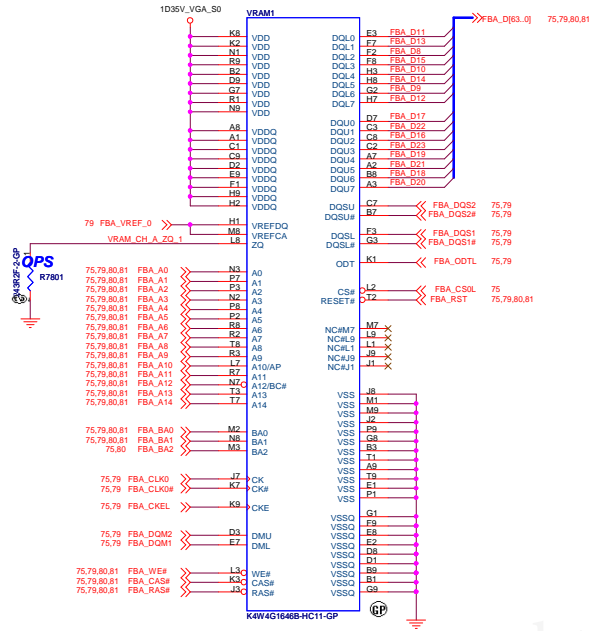 1D35V_VGA_S0
VRAM1
FBA_D[63..0] 75,79,80,81
K8 VDD
K2 VDD
N1 VDD
R9 VDD
B2 VDD
D9 VDD
G7 VDD
R1 VDD
N9 VDD
A8 VDDQ
A1 VDDQ
C1 VDDQ
C9 VDDQ
D2 VDDQ
E9 VDDQ
F1 VDDQ
H9 VDDQ
H2 VDDQ
79 FBA_VREF_0 H1 VREFDQ
M8 VREFCA
VRAM_CH_A_ZQ_1 L8 ZQ
OPS
R7801
75,79,80,81 FBA_A0 N3 A0
75,79,80,81 FBA_A1 P7 A1
75,79,80,81 FBA_A2 P3 A2
75,79,80,81 FBA_A3 N2 A3
75,79,80,81 FBA_A4 P8 A4
75,79,80,81 FBA_A5 P2 A5
75,79,80,81 FBA_A6 R8 A6
75,79,80,81 FBA_A7 R2 A7
75,79,80,81 FBA_A8 T8 A8
75,79,80,81 FBA_A9 R3 A9
75,79,80,81 FBA_A10 L7 A10/AP
75,79,80,81 FBA_A11 R7 A11
75,79,80,81 FBA_A12 N7 A12/BC#
75,79,80,81 FBA_A13 T3 A13
75,79,80,81 FBA_A14 T7 A14
75,79,80,81 FBA_BA0 M2 BA0
75,79,80,81 FBA_BA1 N8 BA1
75,80 FBA_BA2 M3 BA2
75,79 FBA_CLK0 J7 CK
75,79 FBA_CLK0# K7 CK#
75,79 FBA_CKEL K9 CKE
75,79 FBA_DQM2 D3 DMU
75,79 FBA_DQM1 E7 DML
75,79,80,81 FBA_WE# L3 WE#
75,79,80,81 FBA_CAS# K3 CAS#
75,79,80,81 FBA_RAS# J3 RAS#
DQL0 E3 FBA_D11
DQL1 F7 FBA_D13
DQL2 F2 FBA_D8
DQL3 F8 FBA_D15
DQL4 H3 FBA_D10
DQL5 H8 FBA_D14
DQL6 G2 FBA_D9
DQL7 H7 FBA_D12
DQU0 D7 FBA_D17
DQU1 C3 FBA_D22
DQU2 C8 FBA_D16
DQU3 C2 FBA_D23
DQU4 A7 FBA_D19
DQU5 A2 FBA_D21
DQU6 B8 FBA_D18
DQU7 A3 FBA_D20
DQSU C7 FBA_DQS2 75,79
DQSU# B7 FBA_DQS2# 75,79
DQSL F3 FBA_DQS1 75,79
DQSL# G3 FBA_DQS1# 75,79
ODT K1 FBA_ODTL 75,79
CS# L2 FBA_CS0L 75
RESET# T2 FBA_RST 75,79,80,81
NC#M7 M7
NC#L9 L9
NC#L1 L1
NC#J9 J9
NC#J1 J1
VSS J8
VSS M1
VSS M9
VSS J2
VSS P9
VSS G8
VSS B3
VSS T1
VSS A9
VSS T9
VSS E1
VSS P1
VSSQ G1
VSSQ F9
VSSQ E8
VSSQ E2
VSSQ D8
VSSQ D1
VSSQ B9
VSSQ B1
VSSQ G9
GP
K4W4G1646B-HC11-GP